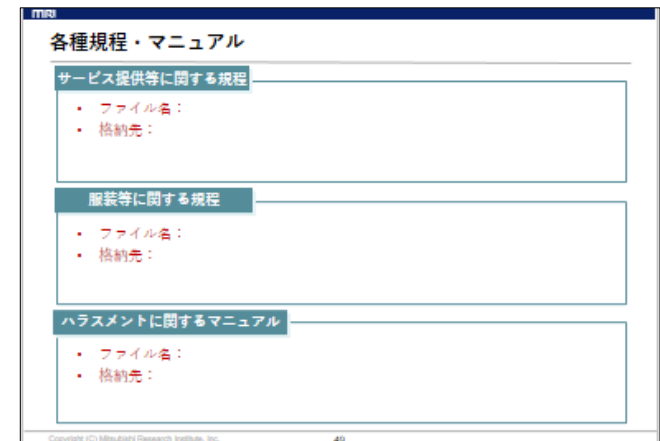 MRI
各種規程・マニュアル
サービス提供等に関する規程
• ファイル名：
• 格納先：
服装等に関する規程
• ファイル名：
• 格納先：
ハラスメントに関するマニュアル
• ファイル名：
• 格納先：
Copyright (C) Mitsubishi Research Institute, Inc.
49